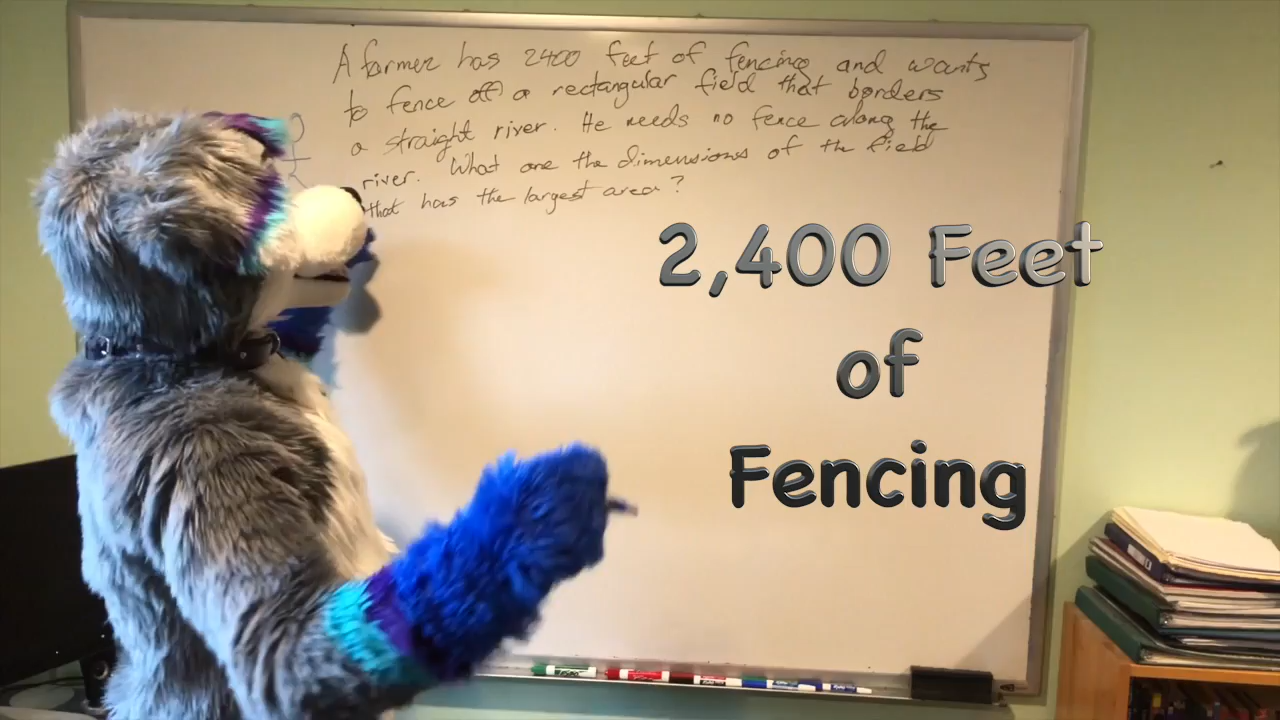 A farmer has 2400 feet of fencing and wants
to fence off a rectangular field that borders
a straight river. He needs no fence along the
river. What are the dimensions of the field
that has the largest area?
2,400 Feet
of
Fencing